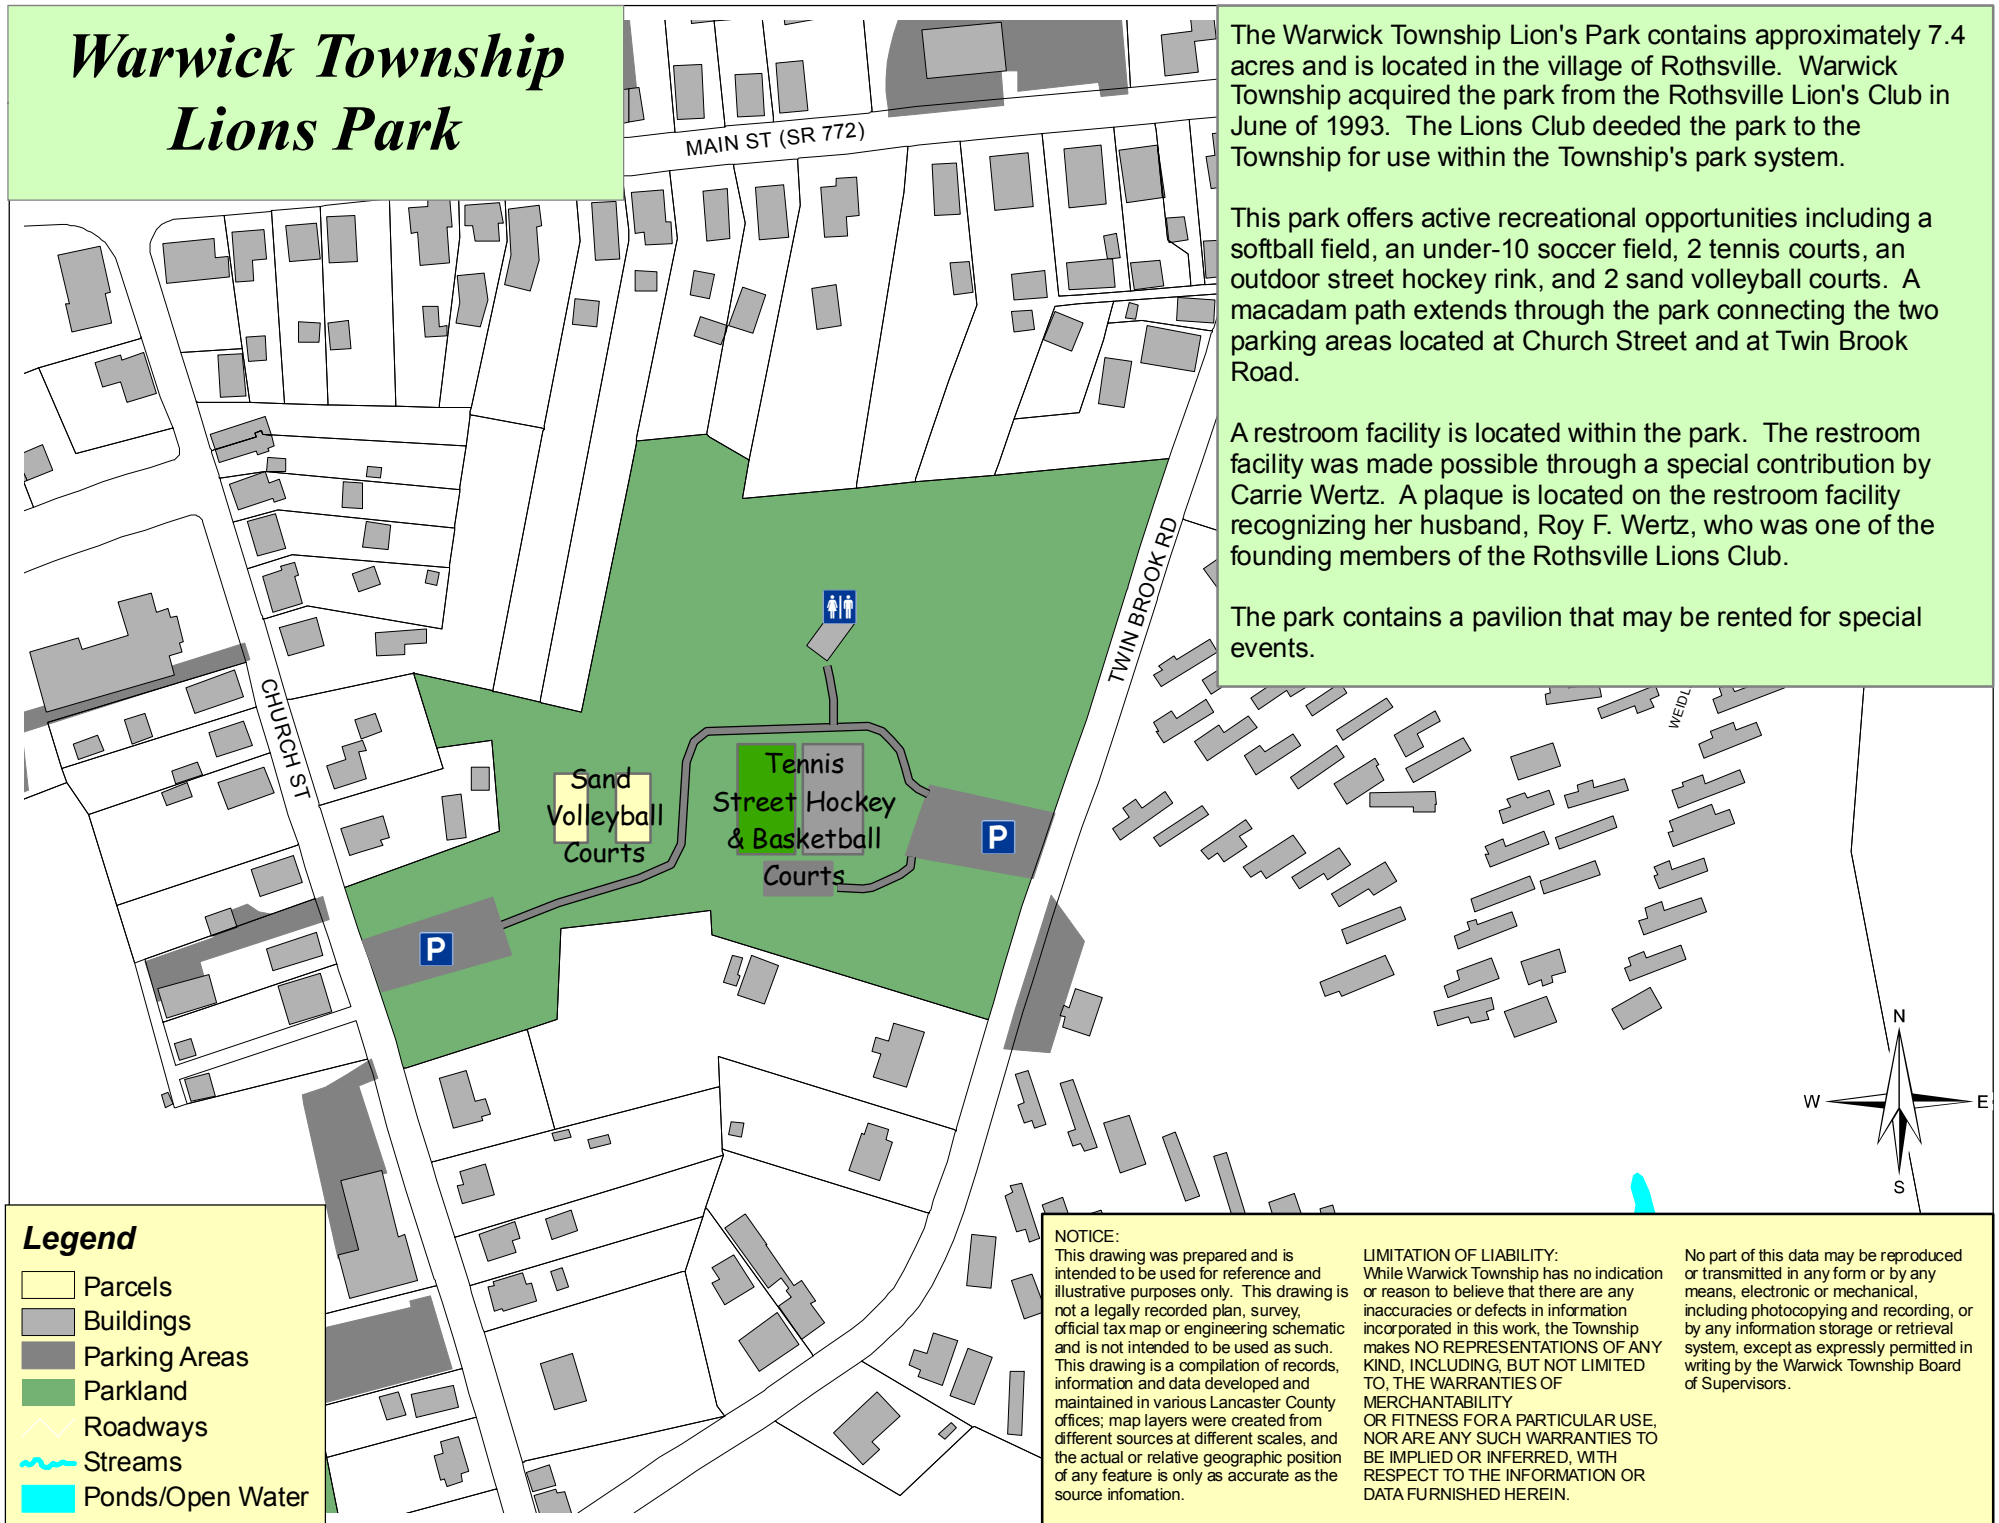 Warwick Township
Lions Park
The Warwick Township Lion's Park contains approximately 7.4
acres and is located in the village of Rothsville.  Warwick
Township acquired the park from the Rothsville Lion's Club in
June of 1993.  The Lions Club deeded the park to the
Township for use within the Township's park system.
This park offers active recreational opportunities including a
softball field, an under-10 soccer field, 2 tennis courts, an
outdoor street hockey rink, and 2 sand volleyball courts.  A
macadam path extends through the park connecting the two
parking areas located at Church Street and at Twin Brook
Road.
A restroom facility is located within the park.  The restroom
facility was made possible through a special contribution by
Carrie Wertz.  A plaque is located on the restroom facility
recognizing her husband, Roy F. Wertz, who was one of the
founding members of the Rothsville Lions Club.
The park contains a pavilion that may be rented for special
events.
MAIN ST (SR 772)
TWIN BROOK RD
CHURCH ST
WEIDL
Sand
Volleyball
Courts
Tennis
Street Hockey
& Basketball
Courts
P
P
N
W
E
S
Legend
Parcels
Buildings
Parking Areas
Parkland
Roadways
Streams
Ponds/Open Water
NOTICE:
This drawing was prepared and is
intended to be used for reference and
illustrative purposes only.  This drawing is
not a legally recorded plan, survey,
official tax map or engineering schematic
and is not intended to be used as such.
This drawing is a compilation of records,
information and data developed and
maintained in various Lancaster County
offices; map layers were created from
different sources at different scales, and
the actual or relative geographic position
of any feature is only as accurate as the
source infomation.
LIMITATION OF LIABILITY:
While Warwick Township has no indication
or reason to believe that there are any
inaccuracies or defects in information
incorporated in this work, the Township
makes NO REPRESENTATIONS OF ANY
KIND, INCLUDING, BUT NOT LIMITED
TO, THE WARRANTIES OF
MERCHANTABILITY
OR FITNESS FOR A PARTICULAR USE,
NOR ARE ANY SUCH WARRANTIES TO
BE IMPLIED OR INFERRED, WITH
RESPECT TO THE INFORMATION OR
DATA FURNISHED HEREIN.
No part of this data may be reproduced
or transmitted in any form or by any
means, electronic or mechanical,
including photocopying and recording, or
by any information storage or retrieval
system, except as expressly permitted in
writing by the Warwick Township Board
of Supervisors.